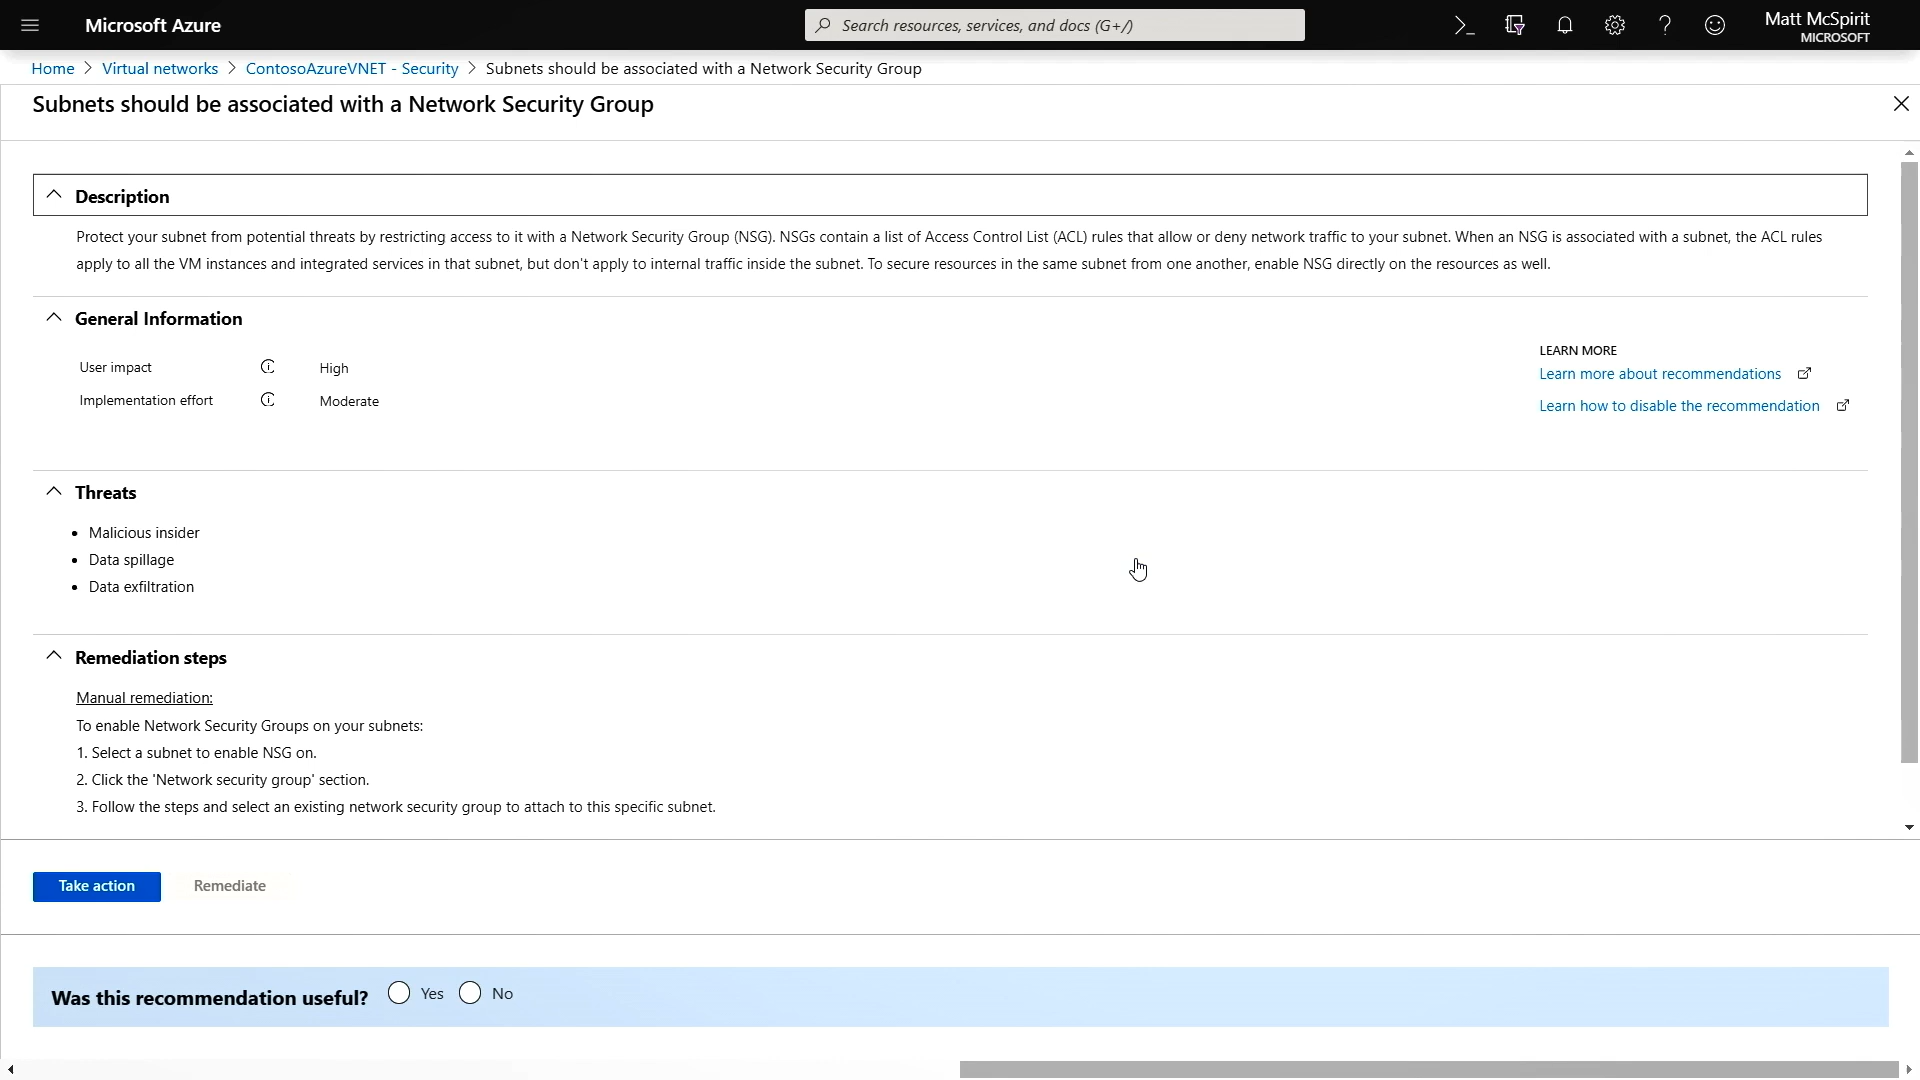 Microsoft Azure
Search resources, services, and docs (G+/)
Matt McSpirit
MICROSOFT
Home > Virtual networks > ContosoAzureVNET - Security > Subnets should be associated with a Network Security Group
Subnets should be associated with a Network Security Group
Description
Protect your subnet from potential threats by restricting access to it with a Network Security Group (NSG). NSGs contain a list of Access Control List (ACL) rules that allow or deny network traffic to your subnet. When an NSG is associated with a subnet, the ACL rules
apply to all the VM instances and integrated services in that subnet, but don't apply to internal traffic inside the subnet. To secure resources in the same subnet from one another, enable NSG directly on the resources as well.
General Information
User impact High
Implementation effort Moderate
LEARN MORE
Learn more about recommendations
Learn how to disable the recommendation
Threats
• Malicious insider
• Data spillage
• Data exfiltration
Remediation steps
Manual remediation:
To enable Network Security Groups on your subnets:
1. Select a subnet to enable NSG on.
2. Click the 'Network security group' section.
3. Follow the steps and select an existing network security group to attach to this specific subnet.
Take action Remediate
Was this recommendation useful? Yes No